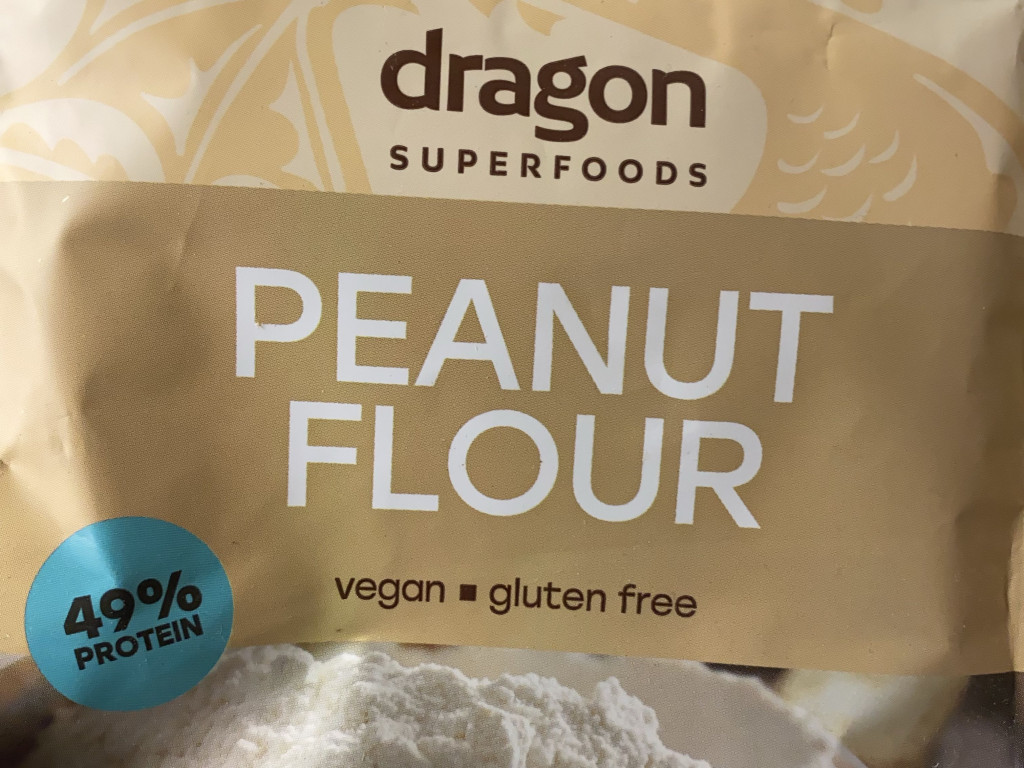 dragon
SUPERFOODS
PEANUT
FLOUR
vegan ▪ gluten free
49%
PROTEIN